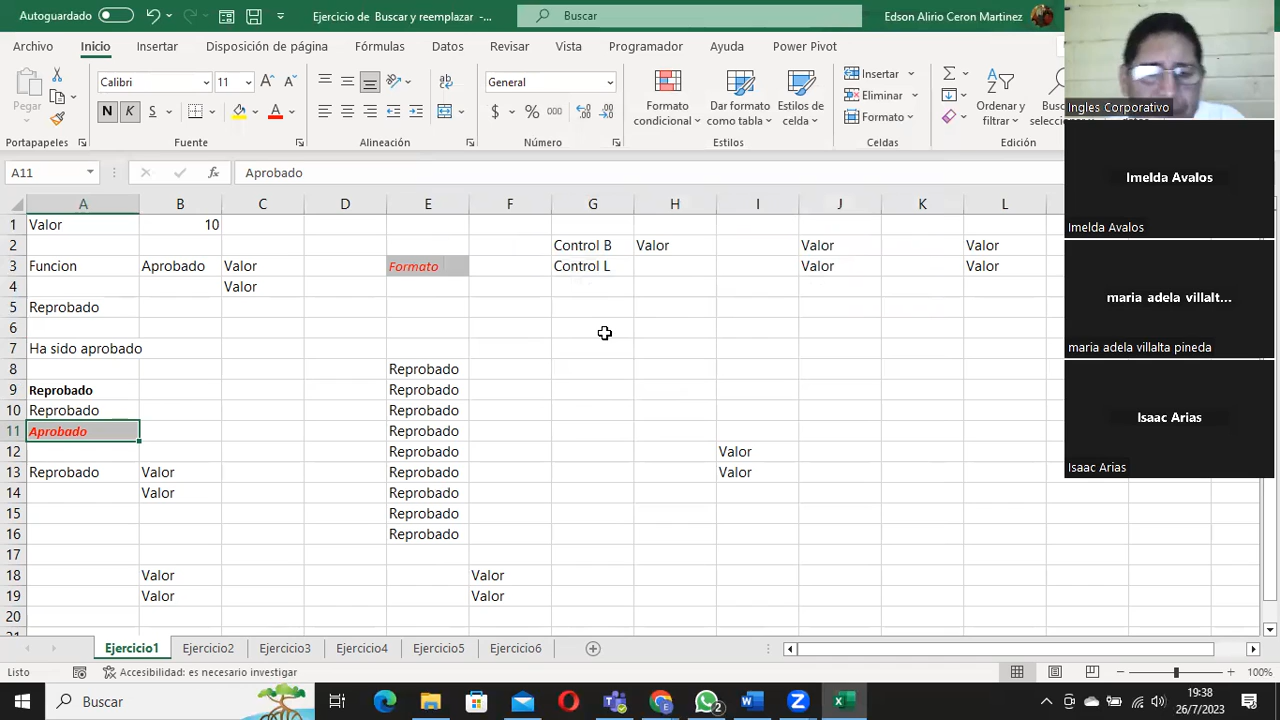 Autoguardado
Ejercicio de Buscar y reemplazar -...
Buscar
Edson Alirio Ceron Martinez
Archivo Inicio Insertar Disposición de página Fórmulas Datos Revisar Vista Programador Ayuda Power Pivot
Pegar
Calibri 11
N K S
General
$ % 000
Formato condicional
Dar formato como tabla
Estilos de celda
Insertar
Eliminar
Formato
Ordenar y filtrar
Portapapeles Fuente Alineación Número Estilos Celdas Edición
A11 fx Aprobado
A B C D E F G H I J K L
1 Valor 10
2 Control B Valor Valor Valor
3 Funcion Aprobado Valor Formato Control L Valor Valor
4 Valor
5 Reprobado
6
7 Ha sido aprobado
8 Reprobado
9 Reprobado Reprobado
10 Reprobado Reprobado
11 Aprobado Reprobado
12 Reprobado Valor
13 Reprobado Valor Reprobado Valor
14 Valor Reprobado
15 Reprobado
16 Reprobado
17
18 Valor Valor
19 Valor Valor
20
Ejercicio1 Ejercicio2 Ejercicio3 Ejercicio4 Ejercicio5 Ejercicio6
Listo Accesibilidad: es necesario investigar 100%
Buscar
2
19:38
26/7/2023
Ingles Corporativo
Imelda Avalos
Imelda Avalos
maria adela villalt...
maria adela villalta pineda
Isaac Arias
Isaac Arias